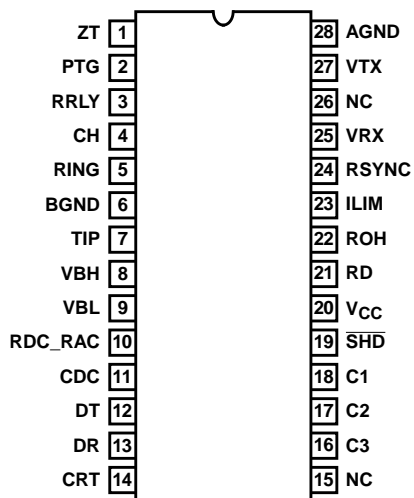 ZT 1 28 AGND
PTG 2 27 VTX
RRLY 3 26 NC
CH 4 25 VRX
RING 5 24 RSYNC
BGND 6 23 ILIM
TIP 7 22 ROH
VBH 8 21 RD
VBL 9 20 VCC
RDC_RAC 10 19 SHD
CDC 11 18 C1
DT 12 17 C2
DR 13 16 C3
CRT 14 15 NC